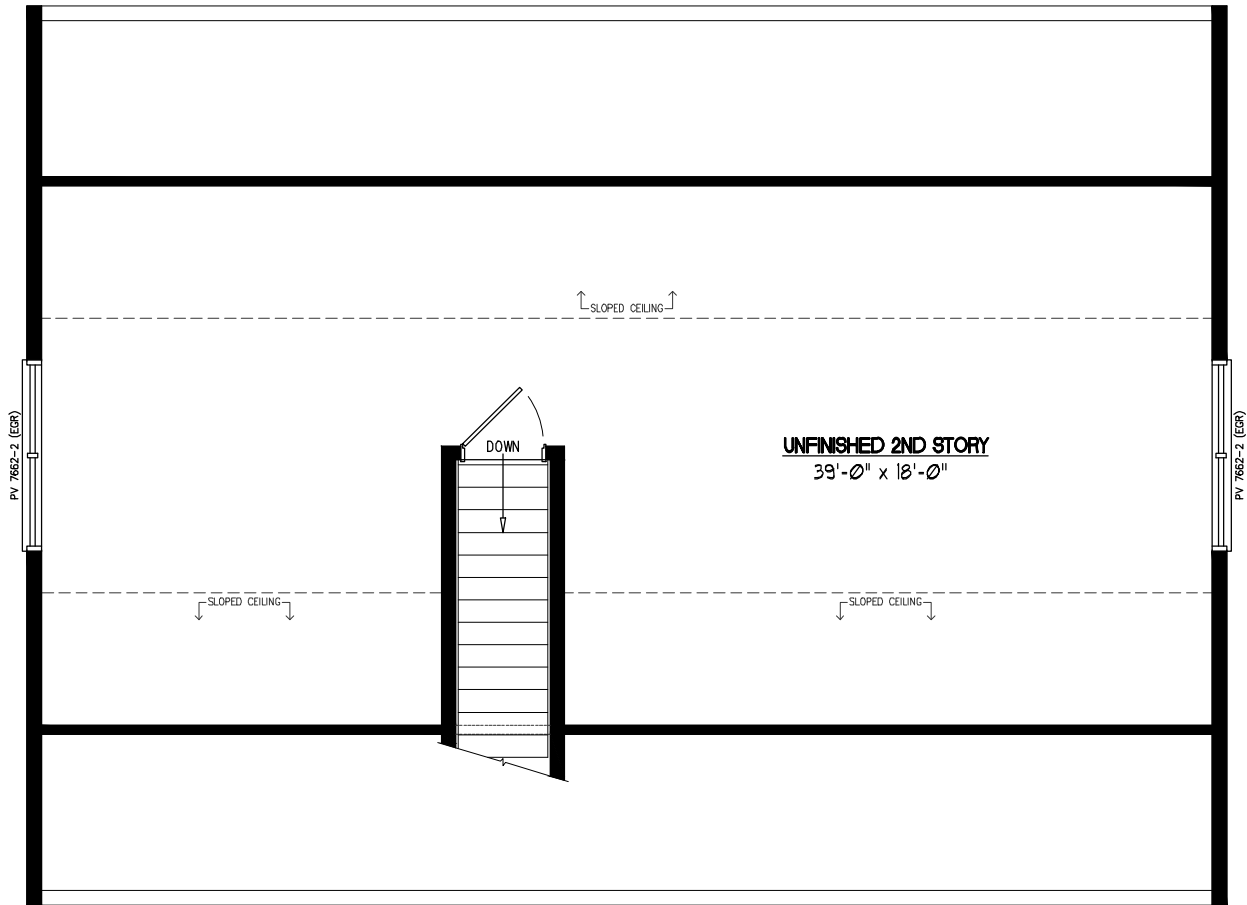 SLOPED CEILING
PV 7662-2 (EGR)
DOWN
UNFINISHED 2ND STORY
39'-0" x 18'-0"
PV 7662-2 (EGR)
SLOPED CEILING
SLOPED CEILING